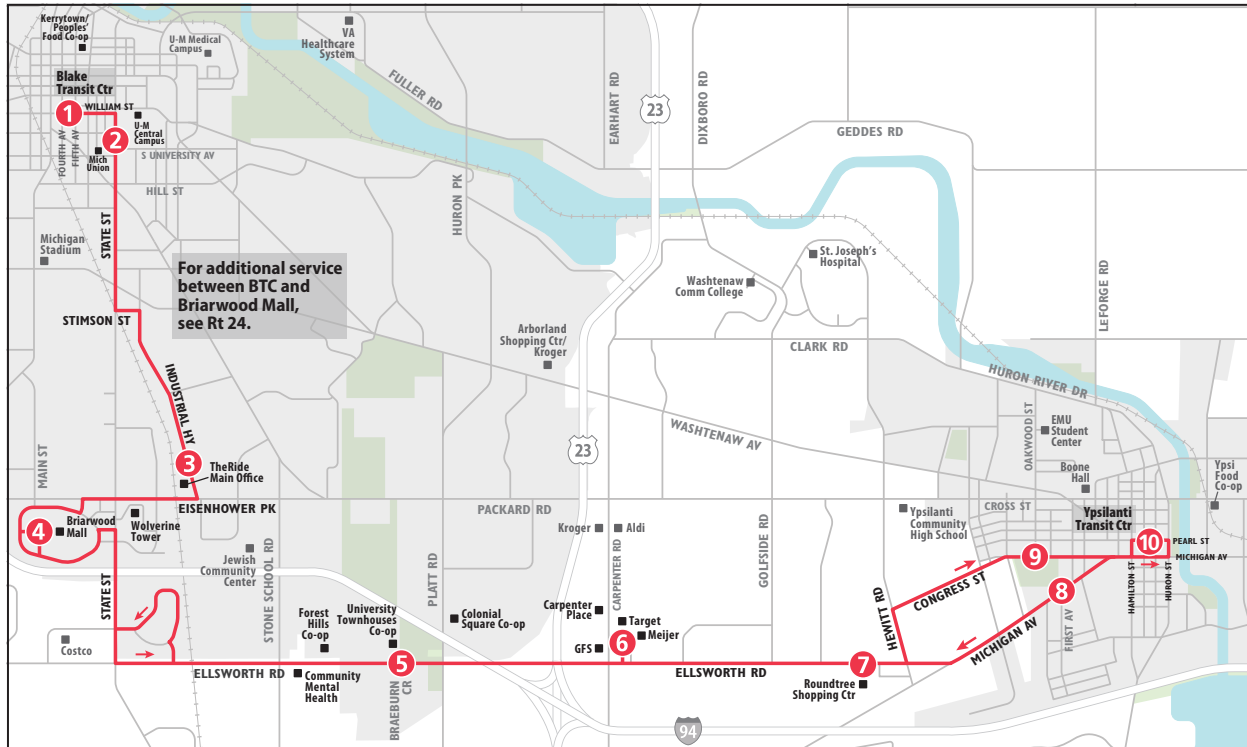 Kerrytown/
Peoples'
Food Co-op
U-M Medical
Campus
VA
Healthcare
System
FULLER RD
EARHART RD
23
DIXBORO RD
GEDDES RD
Blake
Transit Ctr
1
WILLIAM ST
2
U-M
Central
Campus
FOURTH AV
FIFTH AV
Mich
Union
S UNIVERSITY AV
HILL ST
HURON PK
STATE ST
Michigan
Stadium
For additional service
between BTC and
Briarwood Mall,
see Rt 24.
St. Joseph's
Hospital
Washtenaw
Comm College
LEFORGE RD
STIMSON ST
Arborland
Shopping Ctr/
Kroger
CLARK RD
INDUSTRIAL HY
HURON RIVER DR
WASHTENAW AV
OAKWOOD ST
EMU
Student
Center
MAIN ST
3
TheRide
Main Office
23
Boone
Hall
Ypsi
Food
Co-op
EISENHOWER PK
PACKARD RD
CROSS ST
4
Briarwood
Mall
Wolverine
Tower
Kroger
Aldi
Ypsilanti
Community
High School
Ypsilanti
Transit Ctr
10
PEARL ST
MICHIGAN AV
Jewish
Community
Center
STONE SCHOOL RD
PLATT RD
CARPENTER RD
GOLFSIDE RD
9
HAMILTON ST
HURON ST
STATE ST
Forest
Hills
Co-op
University
Townhouses
Co-op
Colonial
Square Co-op
Carpenter
Place
Target
Meijer
HEWITT RD
CONGRESS ST
8
FIRST AV
MICHIGAN AV
Costco
GFS
6
5
7
ELLSWORTH RD
ELLSWORTH RD
Community
Mental
Health
BRAEBURN
CR
Roundtree
Shopping Ctr
94